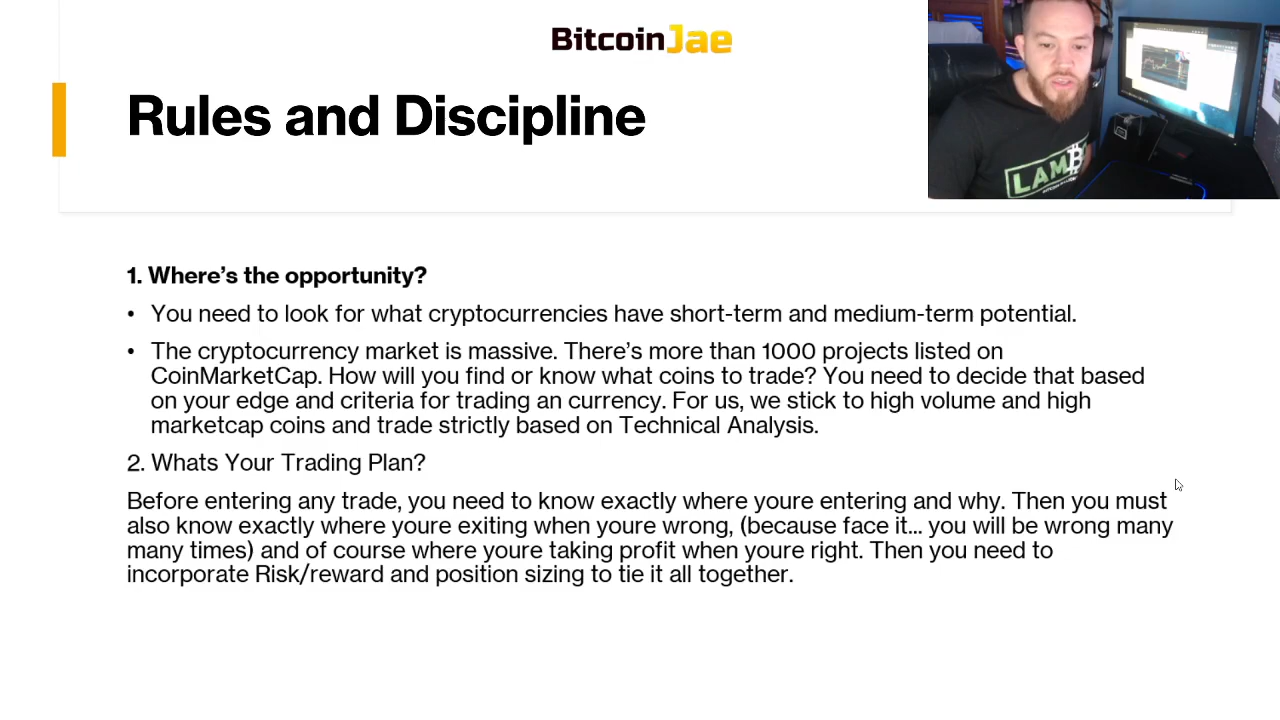 BitcoinJae
Rules and Discipline
1. Where's the opportunity?
• You need to look for what cryptocurrencies have short-term and medium-term potential.
• The cryptocurrency market is massive. There's more than 1000 projects listed on
CoinMarketCap. How will you find or know what coins to trade? You need to decide that based
on your edge and criteria for trading an currency. For us, we stick to high volume and high
marketcap coins and trade strictly based on Technical Analysis.
2. Whats Your Trading Plan?
Before entering any trade, you need to know exactly where youre entering and why. Then you must
also know exactly where youre exiting when youre wrong, (because face it... you will be wrong many
many times) and of course where youre taking profit when youre right. Then you need to
incorporate Risk/reward and position sizing to tie it all together.
LAMB